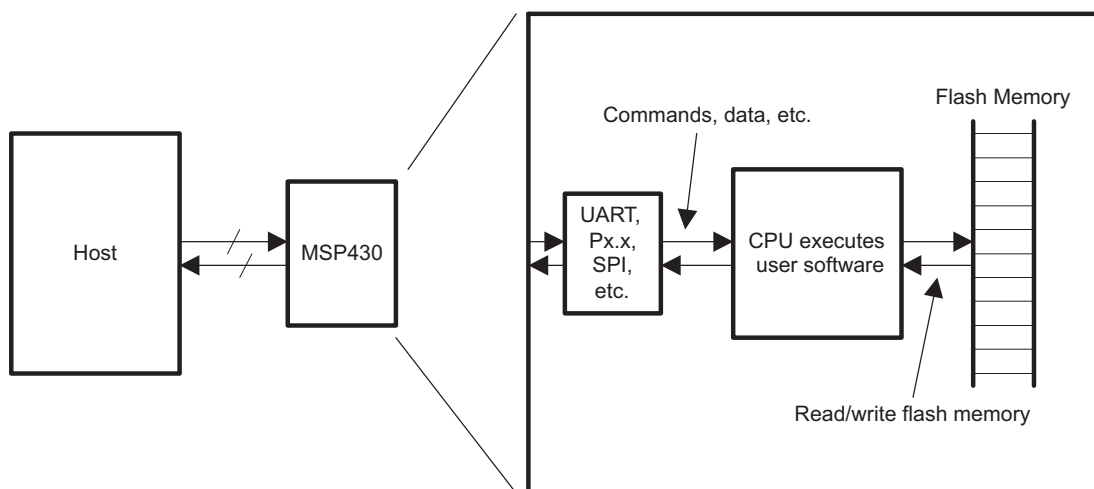 Host
MSP430
UART,
Px.x,
SPI,
etc.
Commands, data, etc.
CPU executes
user software
Flash Memory
Read/write flash memory